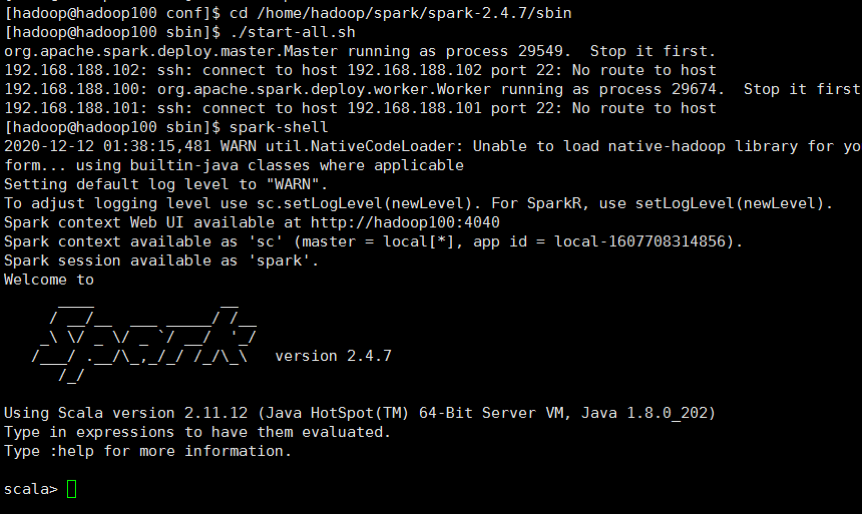 [hadoop@hadoop100 conf]$ cd /home/hadoop/spark/spark-2.4.7/sbin
[hadoop@hadoop100 sbin]$ ./start-all.sh
org.apache.spark.deploy.master.Master running as process 29549.  Stop it first.
192.168.188.102: ssh: connect to host 192.168.188.102 port 22: No route to host
192.168.188.100: org.apache.spark.deploy.worker.Worker running as process 29674.  Stop it first
192.168.188.101: ssh: connect to host 192.168.188.101 port 22: No route to host
[hadoop@hadoop100 sbin]$ spark-shell
2020-12-12 01:38:15,481 WARN util.NativeCodeLoader: Unable to load native-hadoop library for yo
form... using builtin-java classes where applicable
Setting default log level to "WARN".
To adjust logging level use sc.setLogLevel(newLevel). For SparkR, use setLogLevel(newLevel).
Spark context Web UI available at http://hadoop100:4040
Spark context available as 'sc' (master = local[*], app id = local-1607708314856).
Spark session available as 'spark'.
Welcome to
      ____              __
     / __/__  ___ _____/ /__
    _\ \/ _ \/ _ `/ __/  '_/
   /___/ .__/\_,_/_/ /_/\_\   version 2.4.7
      /_/
Using Scala version 2.11.12 (Java HotSpot(TM) 64-Bit Server VM, Java 1.8.0_202)
Type in expressions to have them evaluated.
Type :help for more information.
scala>